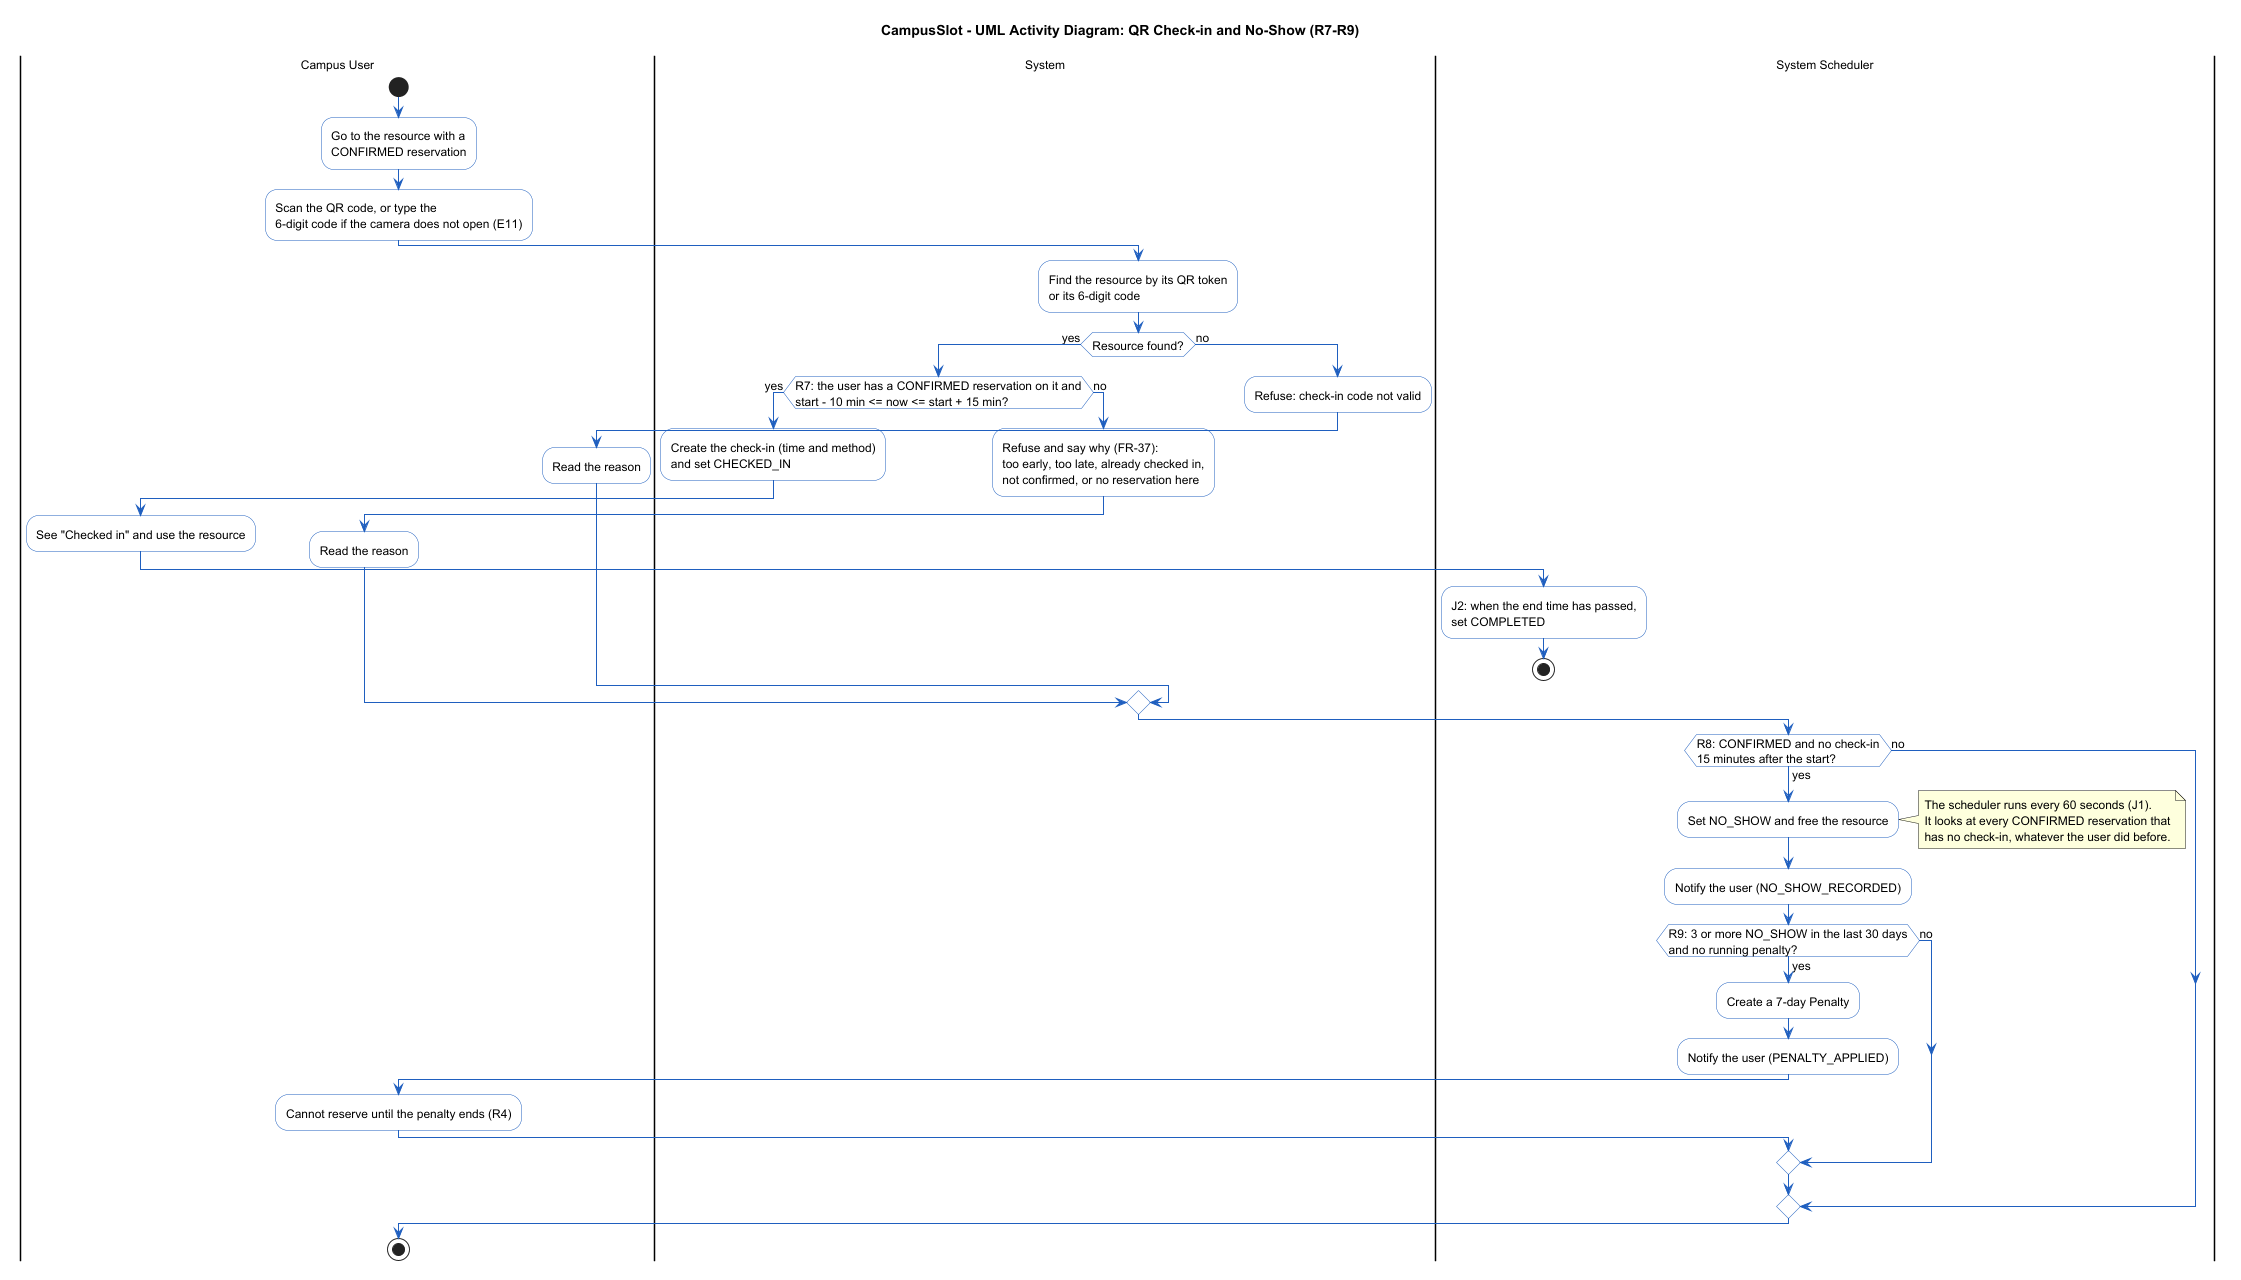 CampusSlot - UML Activity Diagram: QR Check-in and No-Show (R7-R9)
Campus User
System
System Scheduler
Go to the resource with a
CONFIRMED reservation
Scan the QR code, or type the
6-digit code if the camera does not open (E11)
Find the resource by its QR token
or its 6-digit code
yes
Resource found?
no
yes
R7: the user has a CONFIRMED reservation on it and
start - 10 min <= now <= start + 15 min?
no
Refuse: check-in code not valid
Read the reason
Create the check-in (time and method)
and set CHECKED_IN
Refuse and say why (FR-37):
too early, too late, already checked in,
not confirmed, or no reservation here
See "Checked in" and use the resource
Read the reason
J2: when the end time has passed,
set COMPLETED
R8: CONFIRMED and no check-in
15 minutes after the start?
no
yes
Set NO_SHOW and free the resource
The scheduler runs every 60 seconds (J1).
It looks at every CONFIRMED reservation that
has no check-in, whatever the user did before.
Notify the user (NO_SHOW_RECORDED)
R9: 3 or more NO_SHOW in the last 30 days
and no running penalty?
no
yes
Create a 7-day Penalty
Notify the user (PENALTY_APPLIED)
Cannot reserve until the penalty ends (R4)